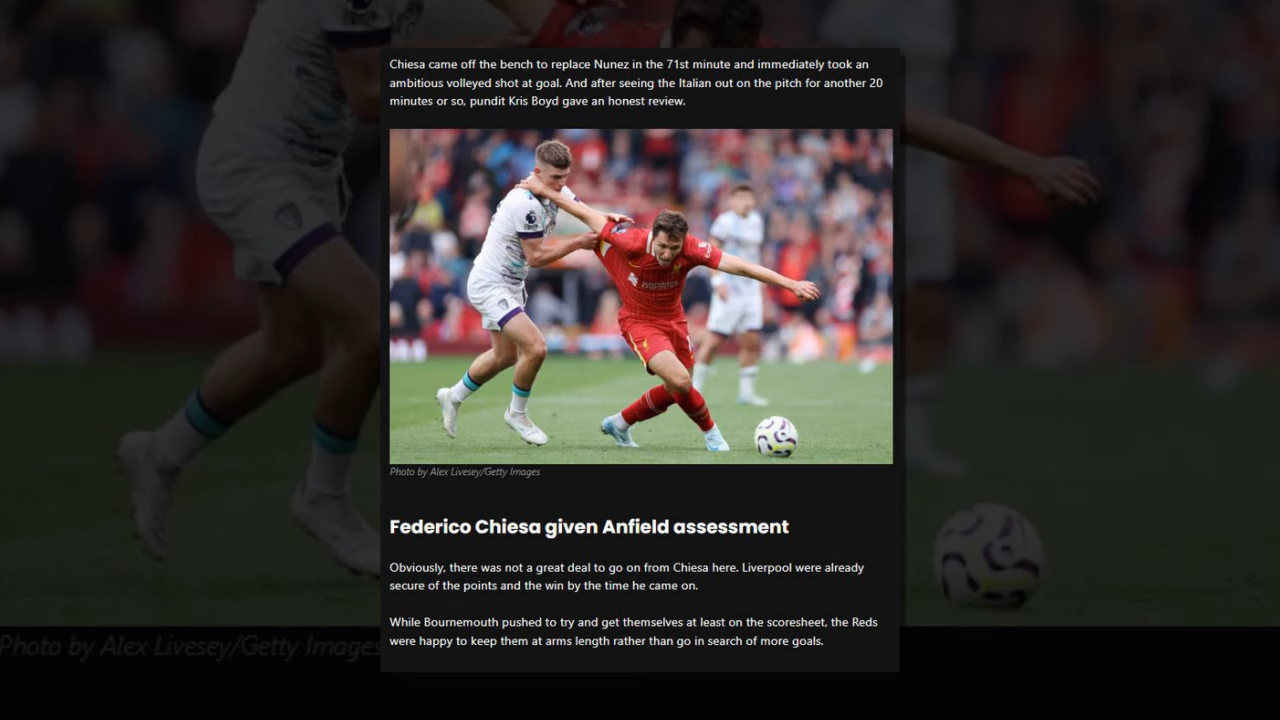 Chiesa came off the bench to replace Nunez in the 71st minute and immediately took an
ambitious volleyed shot at goal. And after seeing the Italian out on the pitch for another 20
minutes or so, pundit Kris Boyd gave an honest review.
Photo by Alex Livesey/Getty Images
Federico Chiesa given Anfield assessment
Obviously, there was not a great deal to go on from Chiesa here. Liverpool were already
secure of the points and the win by the time he came on.
While Bournemouth pushed to try and get themselves at least on the scoresheet, the Reds
were happy to keep them at arms length rather than go in search of more goals.
Photo by Alex Livesey/Getty Images